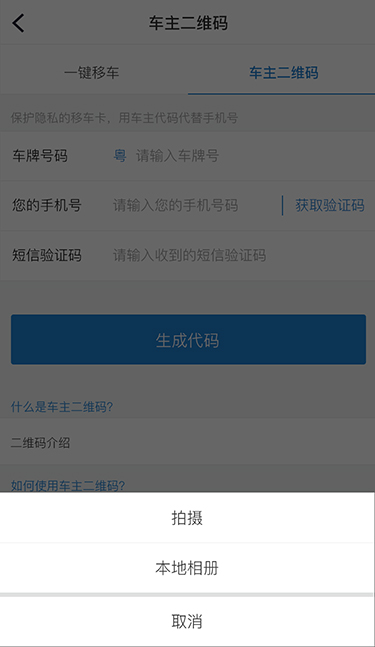 车主二维码
一键移车
车主二维码
保护隐私的移车卡，用车主代码代替手机号
车牌号码 粤 请输入车牌号
您的手机号 请输入您的手机号码 获取验证码
短信验证码 请输入收到的短信验证码
生成代码
什么是车主二维码?
二维码介绍
如何使用车主二维码?
拍摄
本地相册
取消